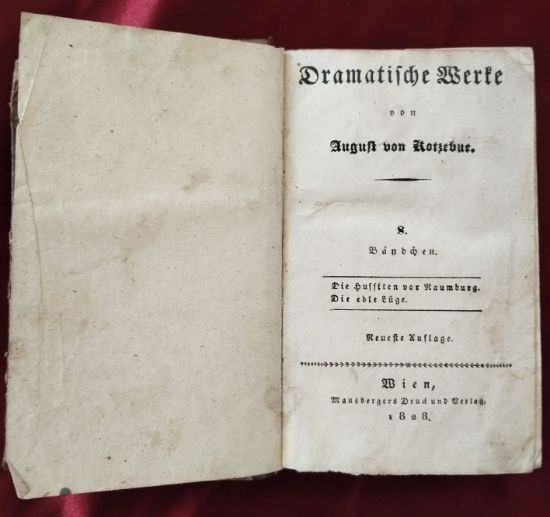 Dramatische Werke
von
August von Kotzebue.
8.
Bändchen.
Die Hussiten vor Naumburg.
Die edle Lüge.
Neueste Auflage.
Wien,
Mausbergers Druck und Verlag.
1828.